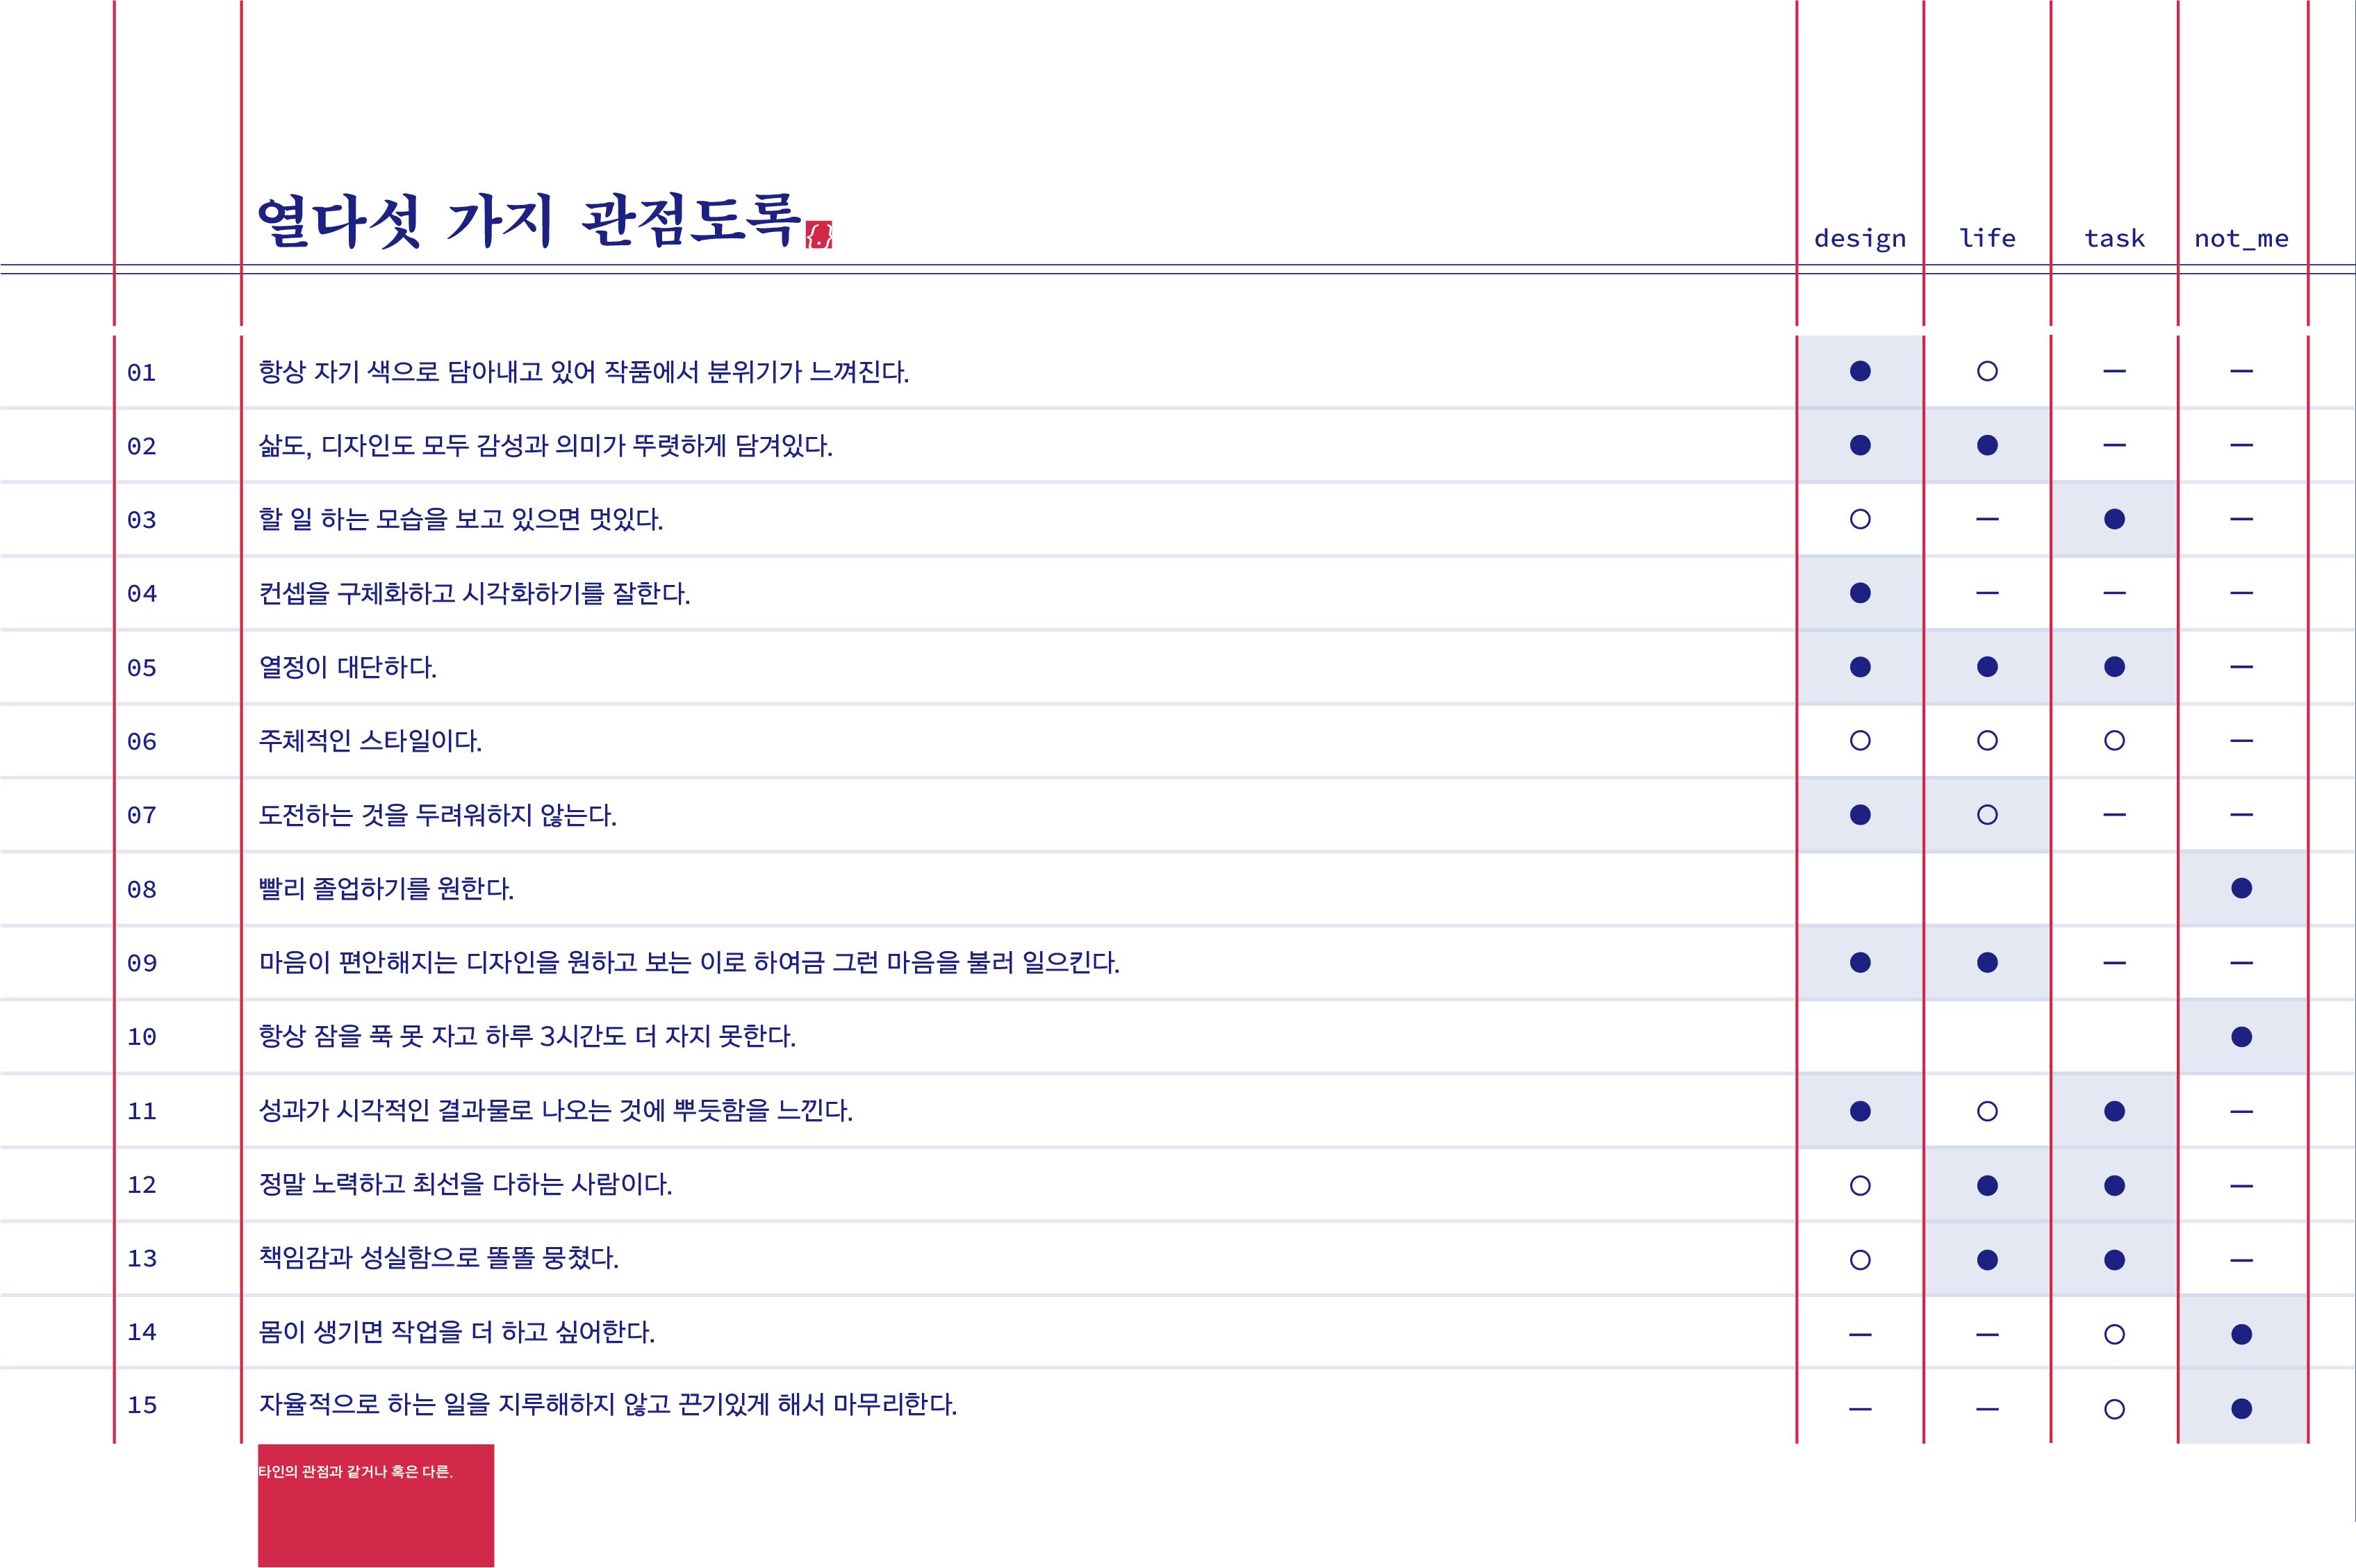 열다섯 가지 관점도록{.}
design life task not_me
01 항상 자기 색으로 담아내고 있어 작품에서 분위기가 느껴진다. ● ○ — —
02 삶도, 디자인도 모두 감성과 의미가 뚜렷하게 담겨있다. ● ● — —
03 할 일 하는 모습을 보고 있으면 멋있다. ○ — ● —
04 컨셉을 구체화하고 시각화하기를 잘한다. ● — — —
05 열정이 대단하다. ● ● ● —
06 주체적인 스타일이다. ○ ○ ○ —
07 도전하는 것을 두려워하지 않는다. ● ○ — —
08 빨리 졸업하기를 원한다. ●
09 마음이 편안해지는 디자인을 원하고 보는 이로 하여금 그런 마음을 불러 일으킨다. ● ● — —
10 항상 잠을 푹 못 자고 하루 3시간도 더 자지 못한다. ●
11 성과가 시각적인 결과물로 나오는 것에 뿌듯함을 느낀다. ● ○ ● —
12 정말 노력하고 최선을 다하는 사람이다. ○ ● ● —
13 책임감과 성실함으로 똘똘 뭉쳤다. ○ ● ● —
14 몸이 생기면 작업을 더 하고 싶어한다. — — ○ ●
15 자율적으로 하는 일을 지루해하지 않고 끈기있게 해서 마무리한다. — — ○ ●
타인의 관점과 같거나 혹은 다른.